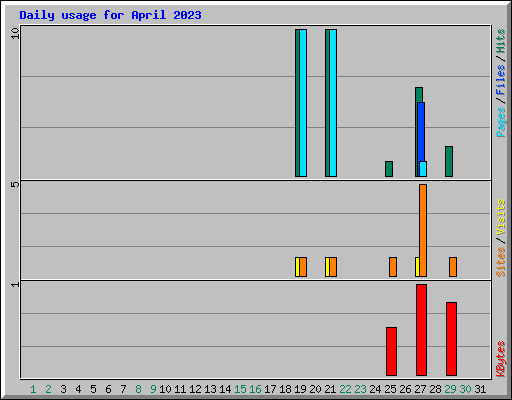 Daily usage for April 2023
10
5
1
Pages / Files / Hits
Sites / Visits
KBytes
1 2 3 4 5 6 7 8 9 10 11 12 13 14 15 16 17 18 19 20 21 22 23 24 25 26 27 28 29 30 31